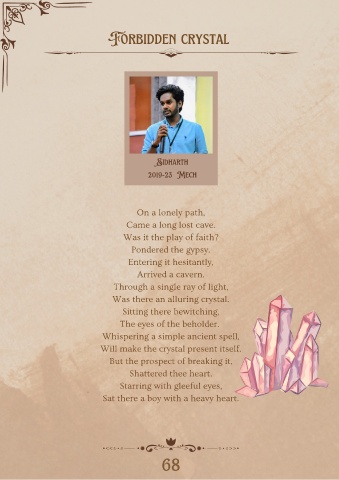 Forbidden crystal
Sidharth
2019-23 Mech
On a lonely path,
Came a long lost cave.
Was it the play of faith?
Pondered the gypsy.
Entering it hesitantly,
Arrived a cavern.
Through a single ray of light,
Was there an alluring crystal.
Sitting there bewitching,
The eyes of the beholder.
Whispering a simple ancient spell,
Will make the crystal present itself.
But the prospect of breaking it,
Shattered thee heart.
Starring with gleeful eyes,
Sat there a boy with a heavy heart.
68